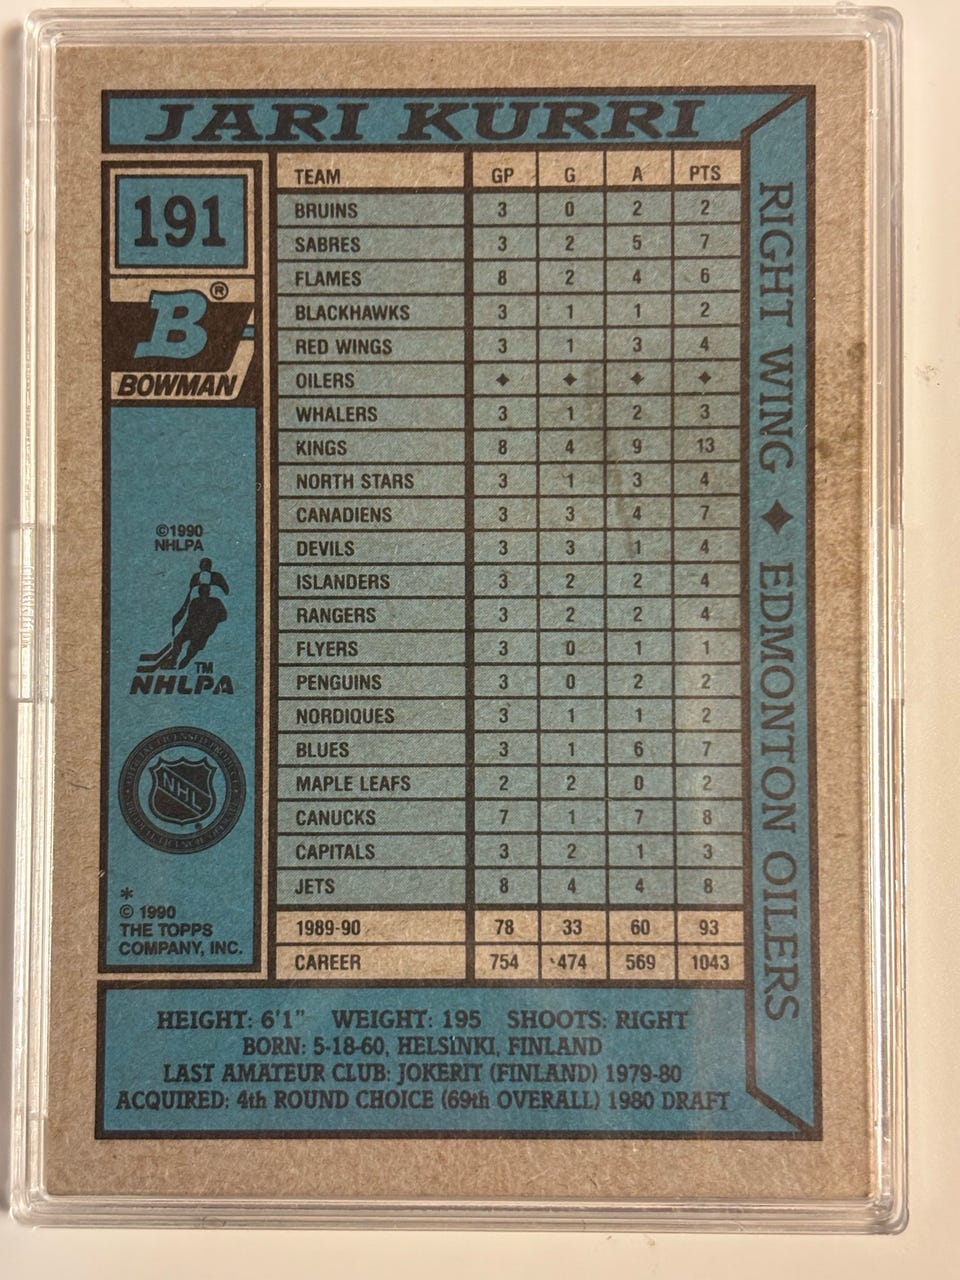 JARI KURRI
191
B®
BOWMAN
©1990
NHLPA
TM
NHLPA
NHL
*
© 1990
THE TOPPS
COMPANY, INC.
TEAM GP G A PTS
BRUINS 3 0 2 2
SABRES 3 2 5 7
FLAMES 8 2 4 6
BLACKHAWKS 3 1 1 2
RED WINGS 3 1 3 4
OILERS ✦ ✦ ✦ ✦
WHALERS 3 1 2 3
KINGS 8 4 9 13
NORTH STARS 3 1 3 4
CANADIENS 3 3 4 7
DEVILS 3 3 1 4
ISLANDERS 3 2 2 4
RANGERS 3 2 2 4
FLYERS 3 0 1 1
PENGUINS 3 0 2 2
NORDIQUES 3 1 1 2
BLUES 3 1 6 7
MAPLE LEAFS 2 2 0 2
CANUCKS 7 1 7 8
CAPITALS 3 2 1 3
JETS 8 4 4 8
1989-90 78 33 60 93
CAREER 754 474 569 1043
RIGHT WING ✦ EDMONTON OILERS
HEIGHT: 6'1" WEIGHT: 195 SHOOTS: RIGHT
BORN: 5-18-60, HELSINKI, FINLAND
LAST AMATEUR CLUB: JOKERIT (FINLAND) 1979-80
ACQUIRED: 4th ROUND CHOICE (69th OVERALL) 1980 DRAFT